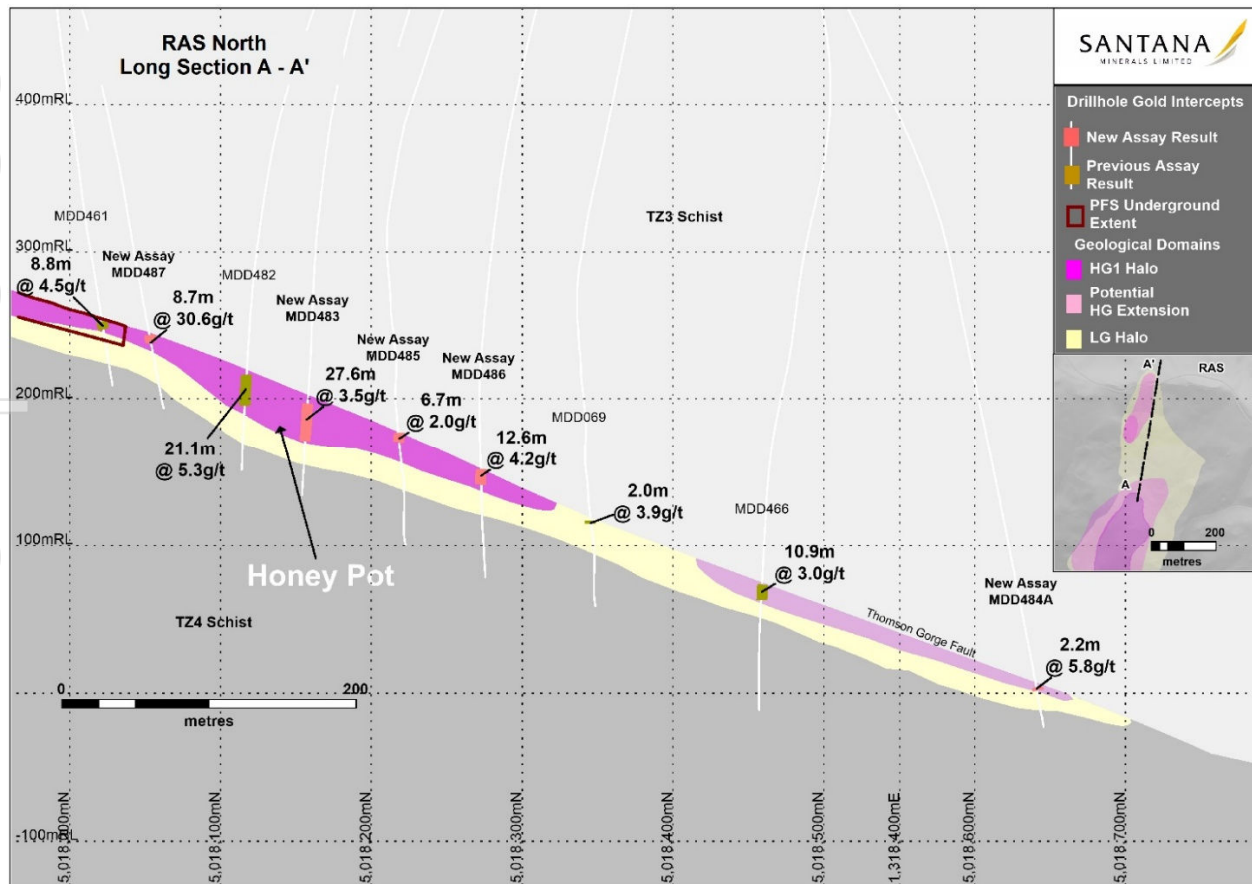 RAS North
Long Section A - A'
SANTANA
MINERALS LIMITED
Drillhole Gold Intercepts
New Assay Result
Previous Assay
Result
PFS Underground
Extent
Geological Domains
HG1 Halo
Potential
HG Extension
LG Halo
A'
RAS
A
0
200
metres
400mRL
300mRL
200mRL
100mRL
0
-100mRL
TZ3 Schist
MDD461
8.8m
@ 4.5g/t
New Assay
MDD487
8.7m
@ 30.6g/t
MDD482
21.1m
@ 5.3g/t
New Assay
MDD483
27.6m
@ 3.5g/t
New Assay
MDD485
6.7m
@ 2.0g/t
New Assay
MDD486
12.6m
@ 4.2g/t
MDD069
2.0m
@ 3.9g/t
MDD466
10.9m
@ 3.0g/t
New Assay
MDD484A
2.2m
@ 5.8g/t
Honey Pot
Thomson Gorge Fault
TZ4 Schist
200
metres
5,018,100mN
5,018,200mN
5,018,300mN
5,018,400mN
5,018,500mN
1,318,400mE
5,018,600mN
5,018,700mN